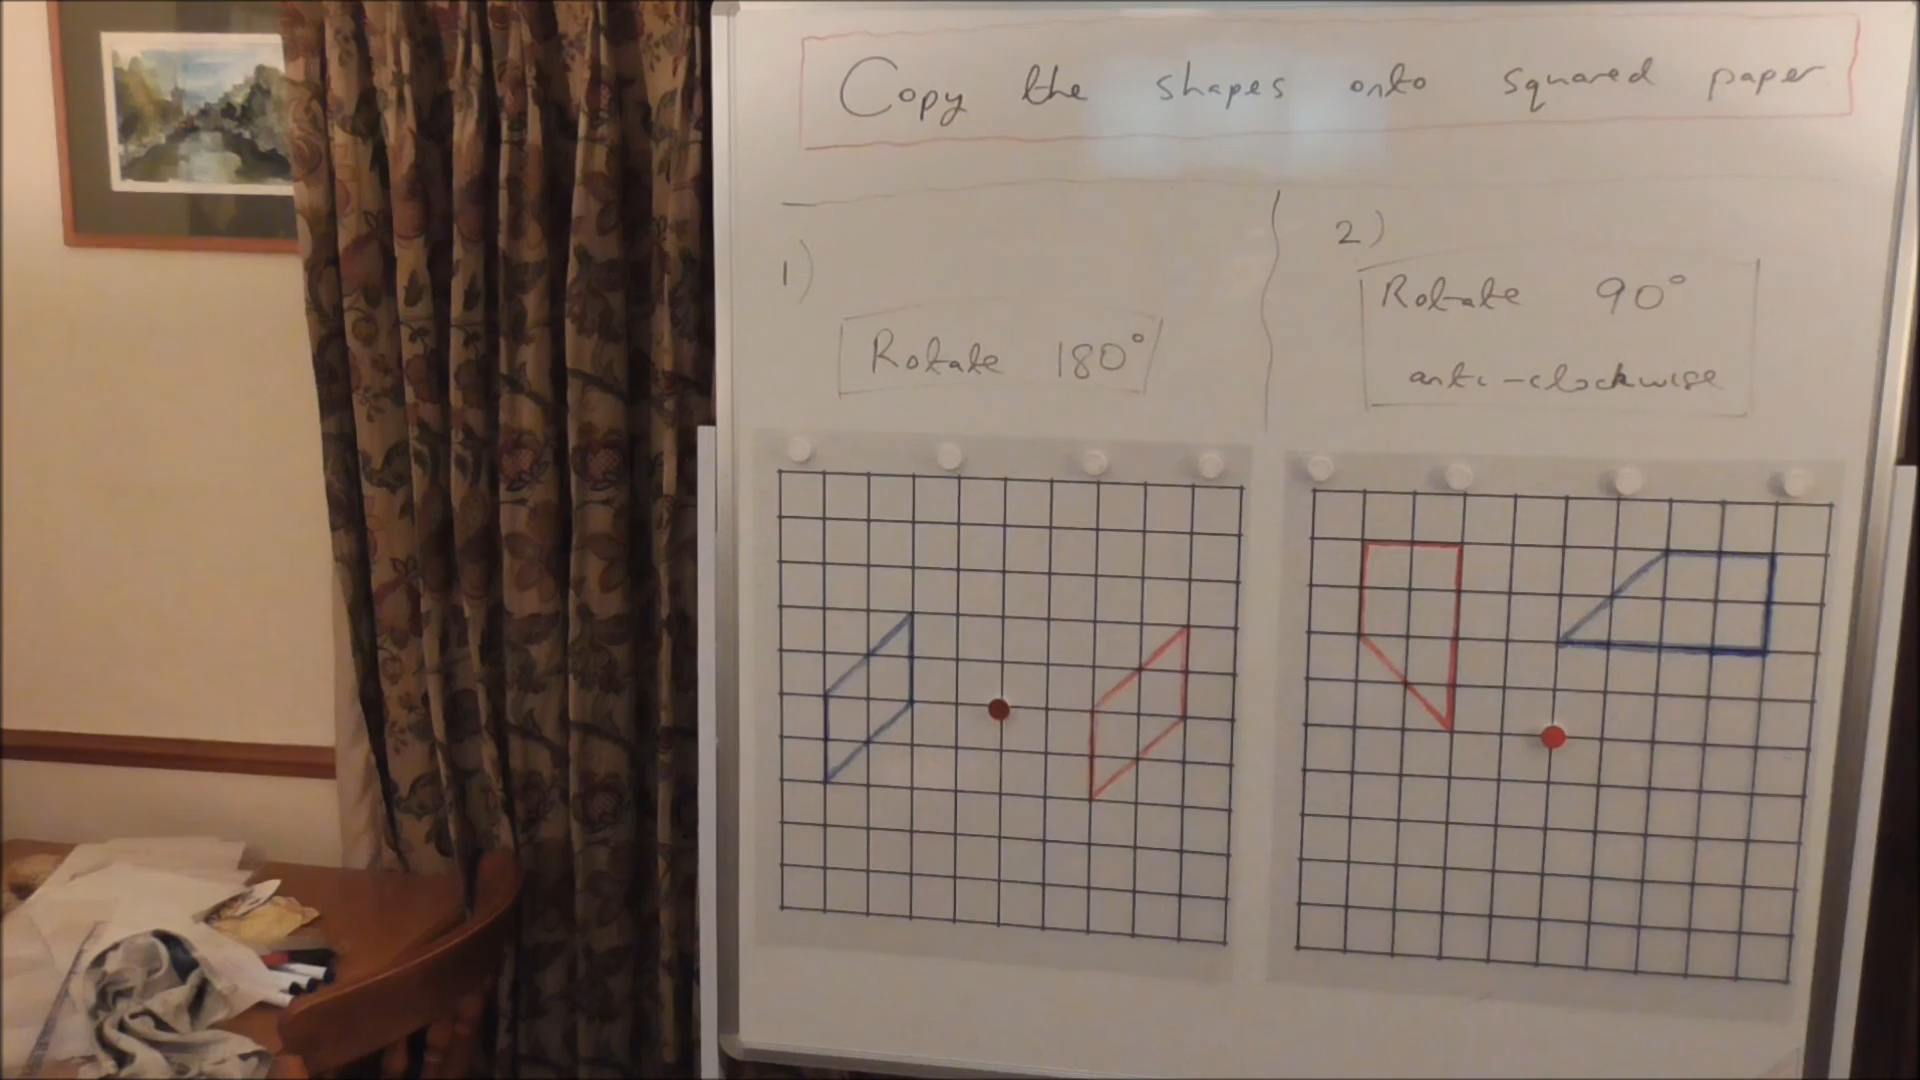 Copy the shapes onto squared paper
1)
Rotate 180°
2)
Rotate 90°
anti-clockwise